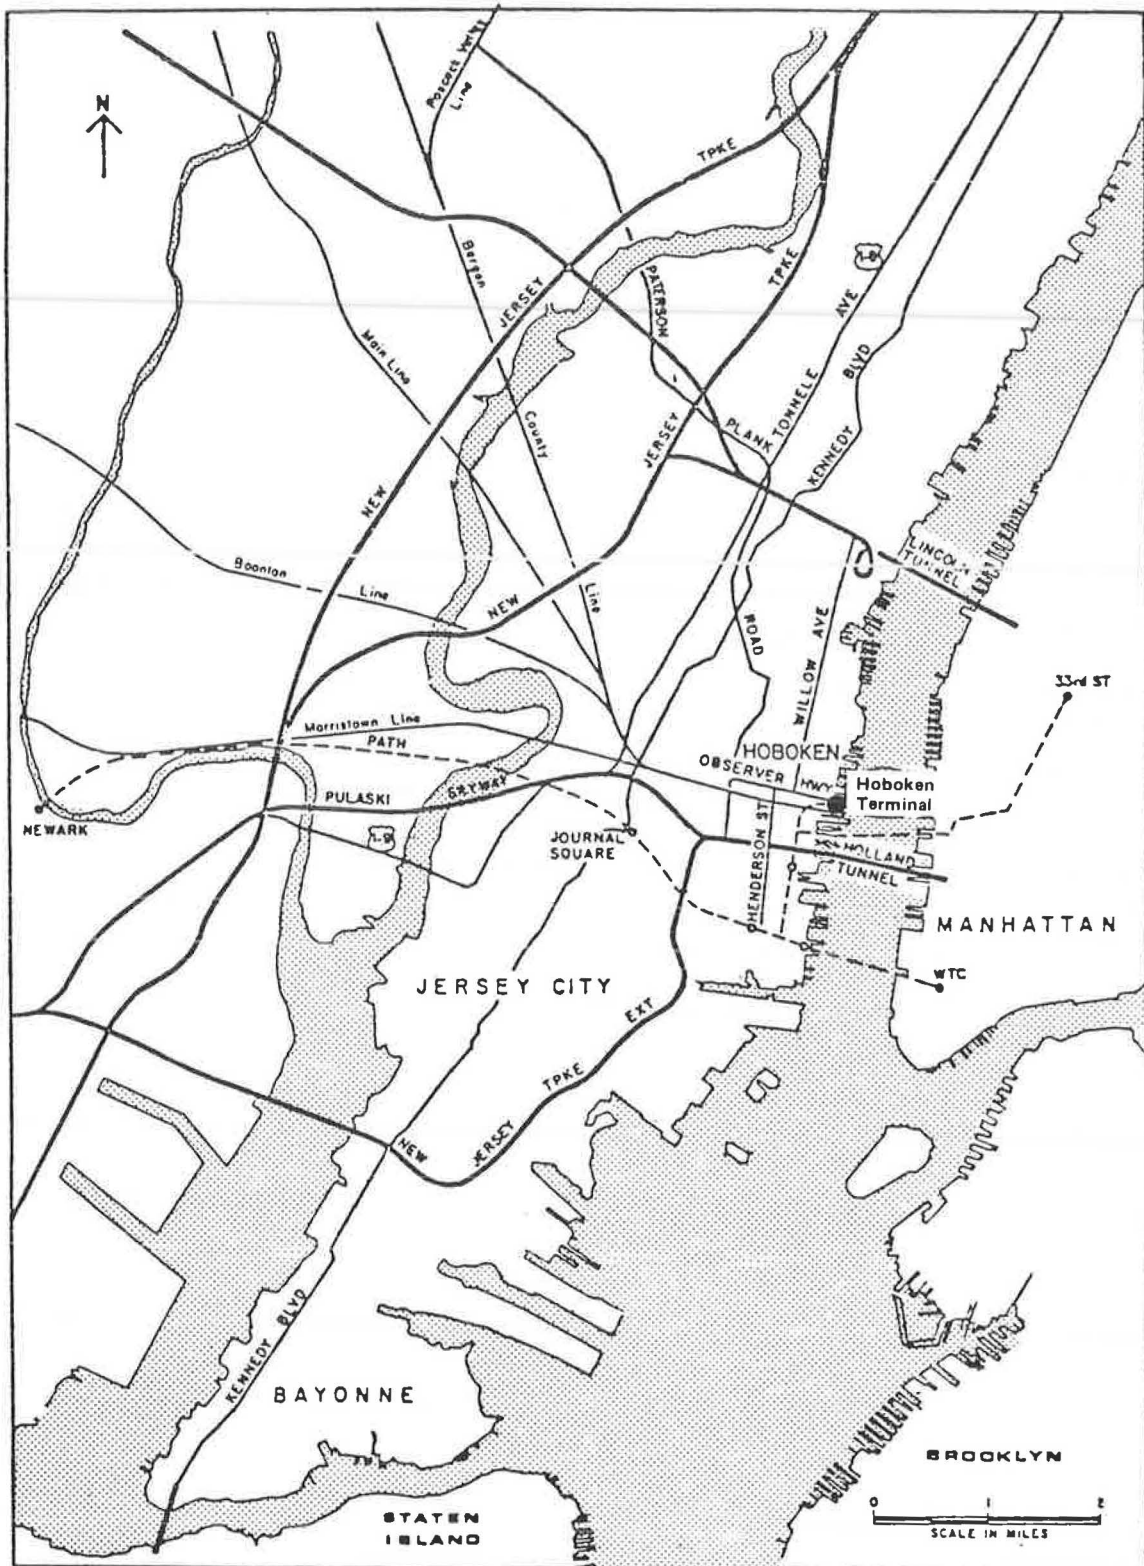 N
Pascack Valley
Line
TPKE
JERSEY
Bergen
TPKE
1-9
PATERSON
AVE
BLVD
Main Line
TONNELE
County
PLANK
JERSEY
KENNEDY
NEW
LINCOLN
TUNNEL
Boonton
Line
NEW
Line
ROAD
WILLOW AVE
33rd ST
Morristown Line
PATH
HOBOKEN
OBSERVER HWY
Hoboken
Terminal
PULASKI
SKYWAY
NEWARK
1-9
JOURNAL
SQUARE
HENDERSON ST
HOLLAND
TUNNEL
MANHATTAN
JERSEY CITY
WTC
EXT
TPKE
NEW
JERSEY
KENNEDY BLVD
BAYONNE
BROOKLYN
STATEN
ISLAND
0 1 2
SCALE IN MILES